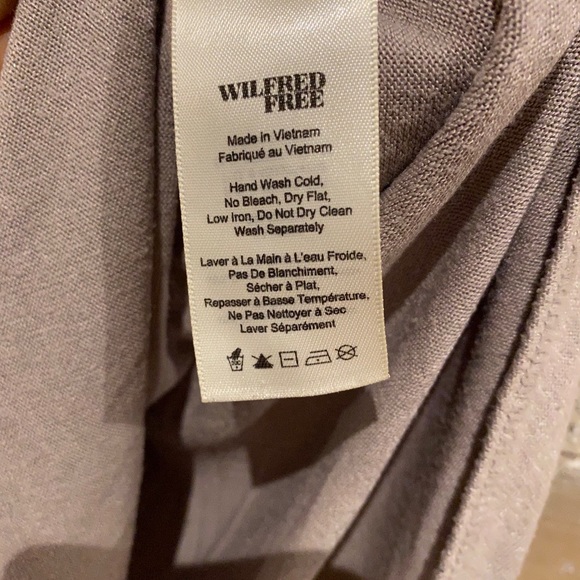 WILFRED
FREE
Made in Vietnam
Fabriqué au Vietnam
Hand Wash Cold,
No Bleach, Dry Flat,
Low Iron, Do Not Dry Clean
Wash Separately
Laver à La Main à L'eau Froide,
Pas De Blanchiment,
Sécher à Plat,
Repasser à Basse Température,
Ne Pas Nettoyer à Sec
Laver Séparément